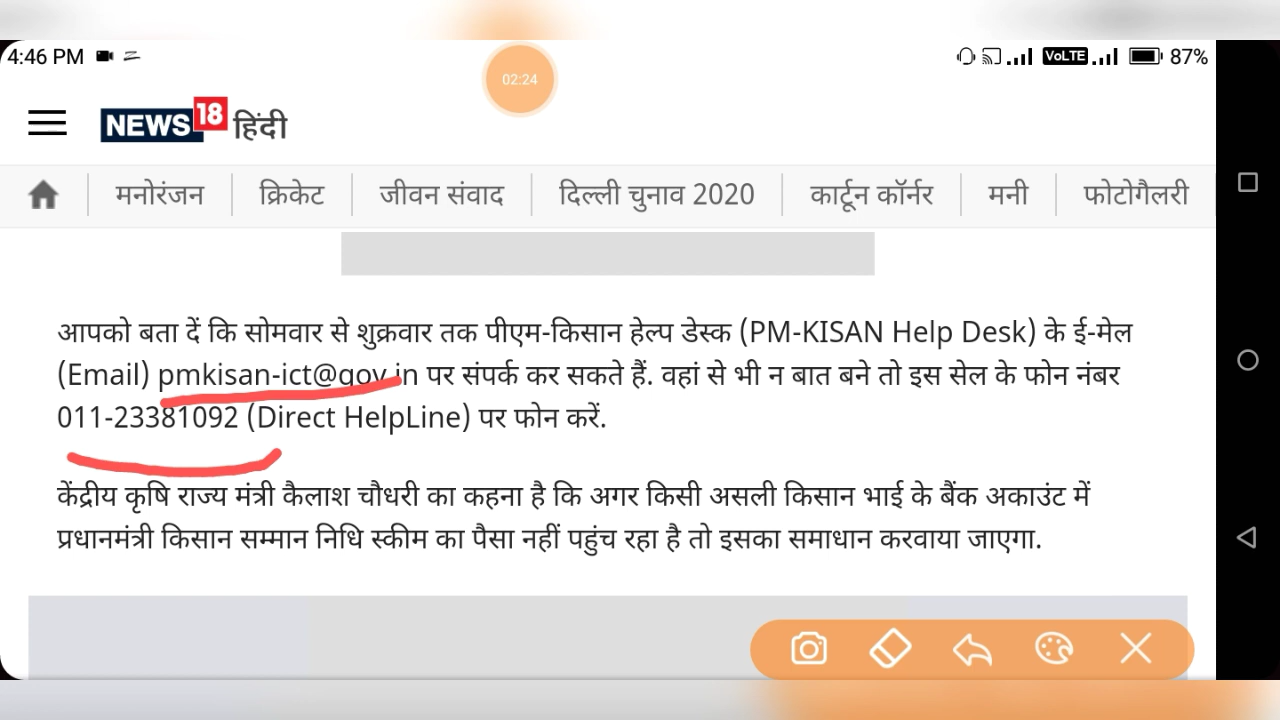 4:46 PM
02:24
VoLTE
87%
NEWS 18 हिंदी
मनोरंजन
क्रिकेट
जीवन संवाद
दिल्ली चुनाव 2020
कार्टून कॉर्नर
मनी
फोटोगैलरी
आपको बता दें कि सोमवार से शुक्रवार तक पीएम-किसान हेल्प डेस्क (PM-KISAN Help Desk) के ई-मेल
(Email) pmkisan-ict@gov.in पर संपर्क कर सकते हैं. वहां से भी न बात बने तो इस सेल के फोन नंबर
011-23381092 (Direct HelpLine) पर फोन करें.
केंद्रीय कृषि राज्य मंत्री कैलाश चौधरी का कहना है कि अगर किसी असली किसान भाई के बैंक अकाउंट में
प्रधानमंत्री किसान सम्मान निधि स्कीम का पैसा नहीं पहुंच रहा है तो इसका समाधान करवाया जाएगा.